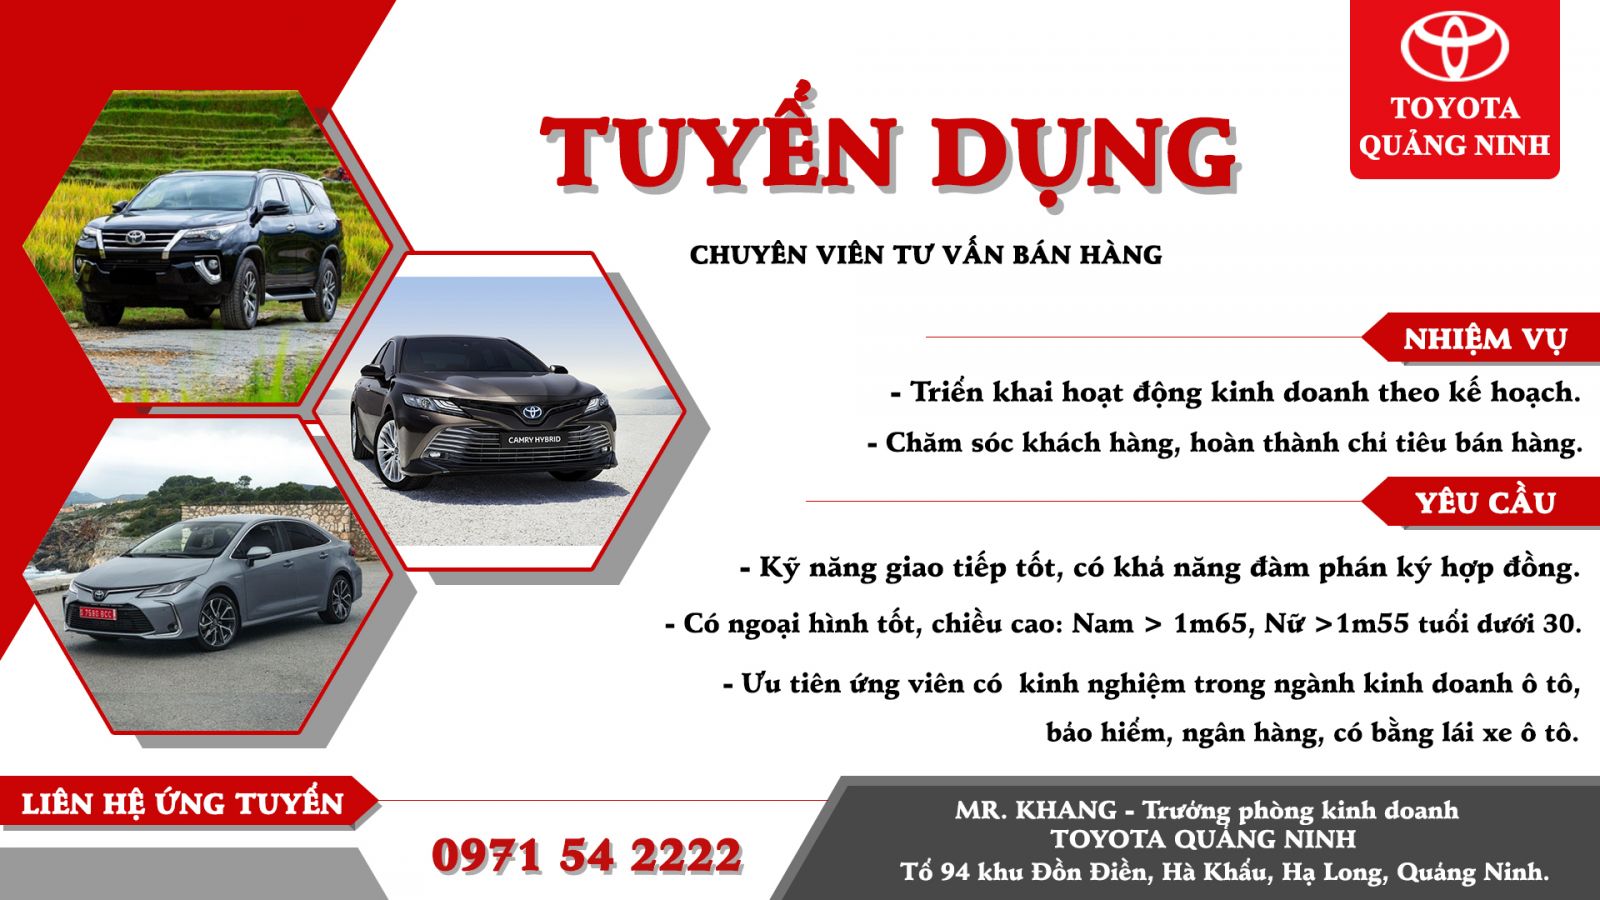 TOYOTA
QUẢNG NINH
TUYỂN DỤNG
CHUYÊN VIÊN TƯ VẤN BÁN HÀNG
NHIỆM VỤ
- Triển khai hoạt động kinh doanh theo kế hoạch.
- Chăm sóc khách hàng, hoàn thành chỉ tiêu bán hàng.
YÊU CẦU
- Kỹ năng giao tiếp tốt, có khả năng đàm phán ký hợp đồng.
- Có ngoại hình tốt, chiều cao: Nam > 1m65, Nữ >1m55 tuổi dưới 30.
- Ưu tiên ứng viên có kinh nghiệm trong ngành kinh doanh ô tô,
bảo hiểm, ngân hàng, có bằng lái xe ô tô.
CAMRY HYBRID
7580 BCC
LIÊN HỆ ỨNG TUYỂN
0971 54 2222
MR. KHANG - Trưởng phòng kinh doanh
TOYOTA QUẢNG NINH
Tổ 94 khu Đồn Điền, Hà Khẩu, Hạ Long, Quảng Ninh.